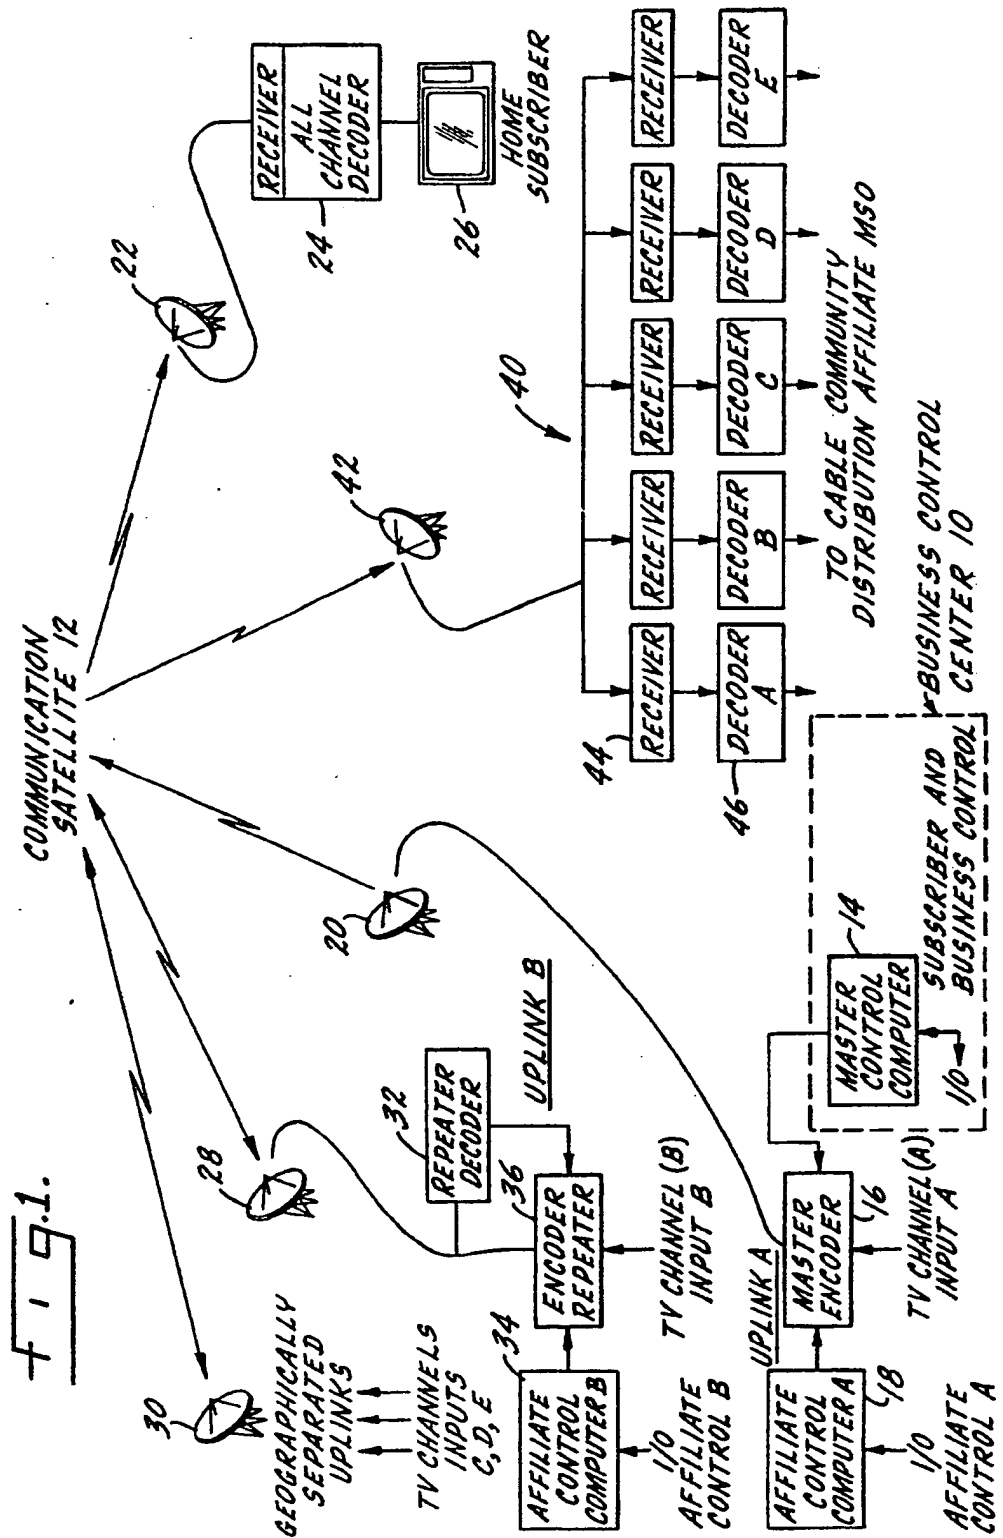 Fig.1.
COMMUNICATION
SATELLITE 12
30
GEOGRAPHICALLY
SEPARATED
UPLINKS
TV CHANNELS
INPUTS
C,D,E
28
32
REPEATER
DECODER
UPLINK B
36
ENCODER
REPEATER
34
AFFILIATE
CONTROL
COMPUTER B
I/O
AFFILIATE
CONTROL B
TV CHANNEL (B)
INPUT B
20
UPLINK A
MASTER
ENCODER
16
AFFILIATE
CONTROL
COMPUTER A
18
I/O
AFFILIATE
CONTROL A
TV CHANNEL (A)
INPUT A
MASTER
CONTROL
COMPUTER
14
I/O
SUBSCRIBER AND
BUSINESS CONTROL
BUSINESS CONTROL
CENTER 10
22
RECEIVER
ALL
CHANNEL
DECODER
24
26
HOME
SUBSCRIBER
42
40
44
RECEIVER
RECEIVER
RECEIVER
RECEIVER
RECEIVER
46
DECODER
A
DECODER
B
DECODER
C
DECODER
D
DECODER
E
TO CABLE COMMUNITY
DISTRIBUTION AFFILIATE MSO